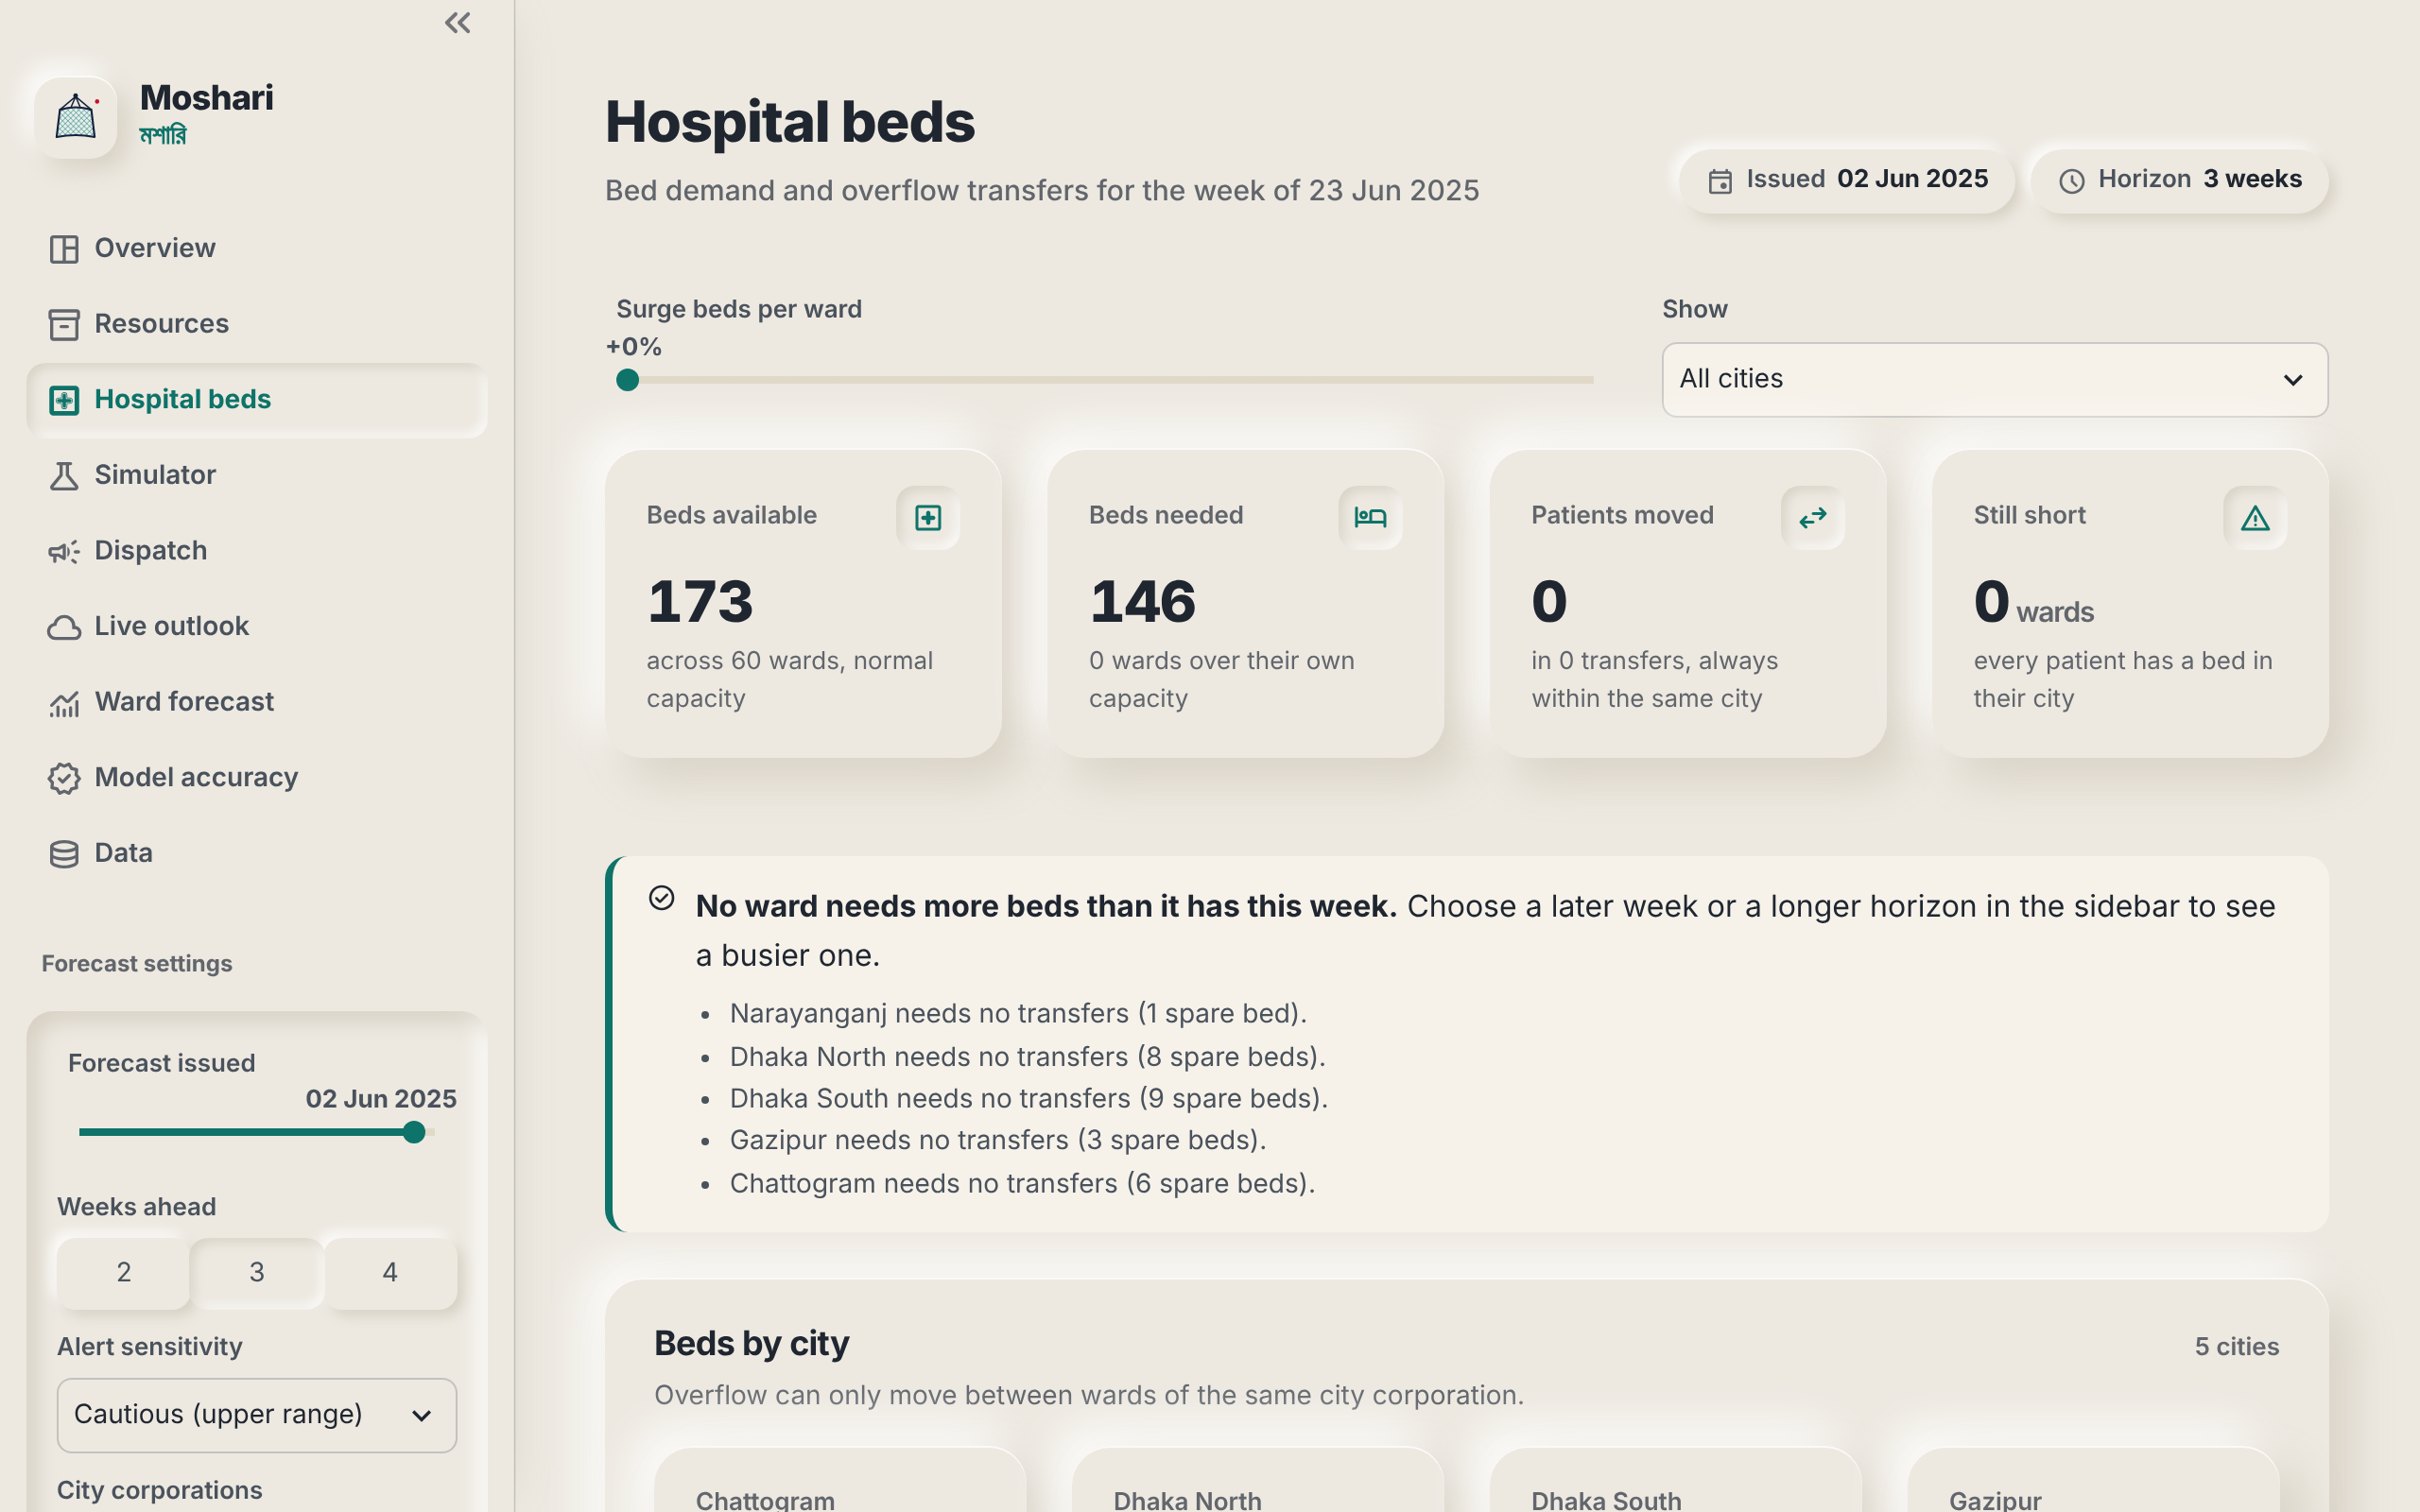 Moshari
মশারি
Overview
Resources
Hospital beds
Simulator
Dispatch
Live outlook
Ward forecast
Model accuracy
Data
Forecast settings
Forecast issued
02 Jun 2025
Weeks ahead
2 3 4
Alert sensitivity
Cautious (upper range)
City corporations
Hospital beds
Bed demand and overflow transfers for the week of 23 Jun 2025
Issued 02 Jun 2025
Horizon 3 weeks
Surge beds per ward
+0%
Show
All cities
Beds available
173
across 60 wards, normal
capacity
Beds needed
146
0 wards over their own
capacity
Patients moved
0
in 0 transfers, always
within the same city
Still short
0 wards
every patient has a bed in
their city
No ward needs more beds than it has this week. Choose a later week or a longer horizon in the sidebar to see
a busier one.
• Narayanganj needs no transfers (1 spare bed).
• Dhaka North needs no transfers (8 spare beds).
• Dhaka South needs no transfers (9 spare beds).
• Gazipur needs no transfers (3 spare beds).
• Chattogram needs no transfers (6 spare beds).
Beds by city
5 cities
Overflow can only move between wards of the same city corporation.
Chattogram
Dhaka North
Dhaka South
Gazipur